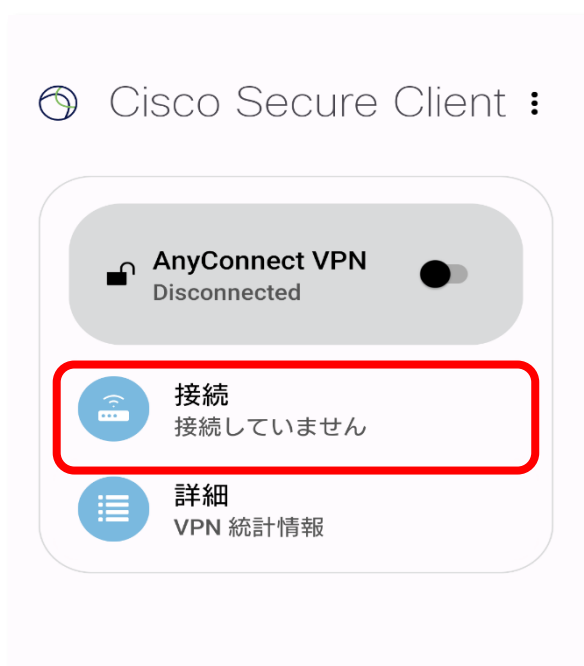 Cisco Secure Client
AnyConnect VPN
Disconnected
接続
接続していません
詳細
VPN 統計情報